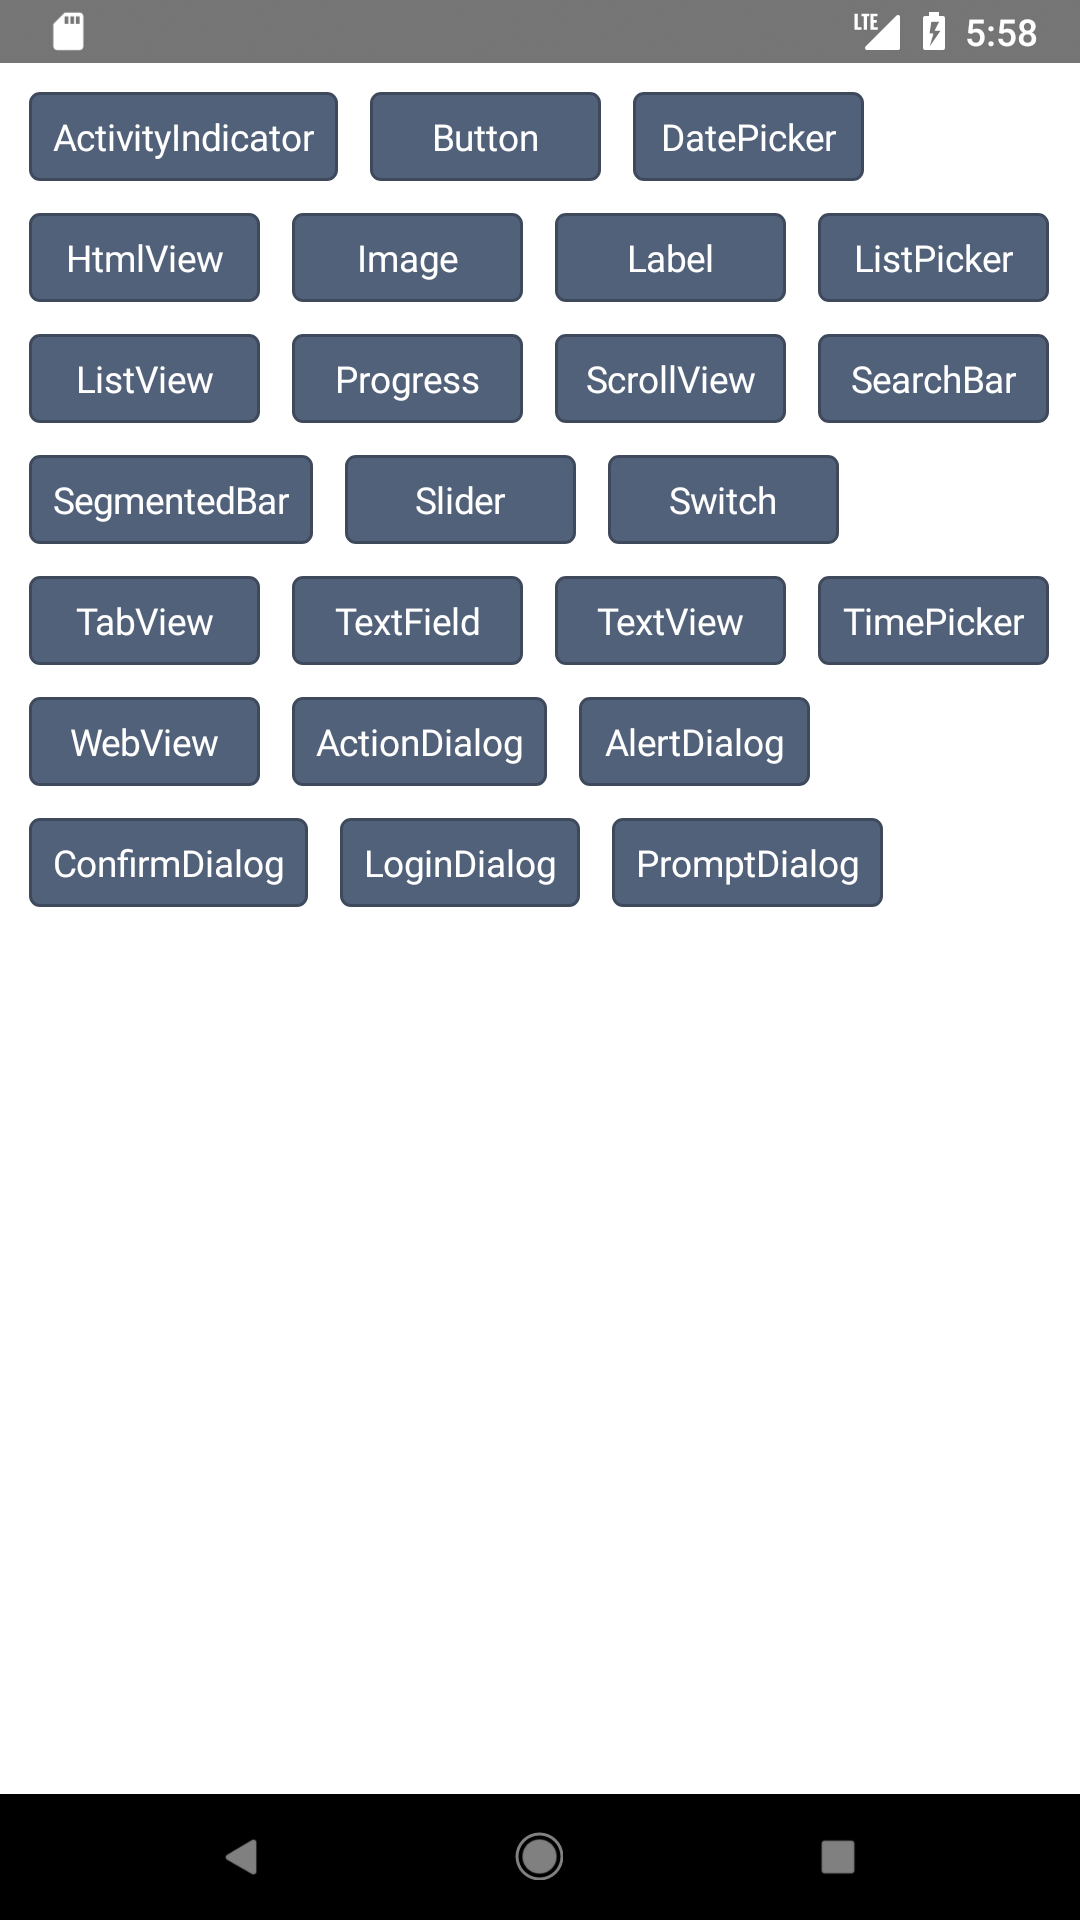 LTE 5:58
ActivityIndicator Button DatePicker
HtmlView Image Label ListPicker
ListView Progress ScrollView SearchBar
SegmentedBar Slider Switch
TabView TextField TextView TimePicker
WebView ActionDialog AlertDialog
ConfirmDialog LoginDialog PromptDialog